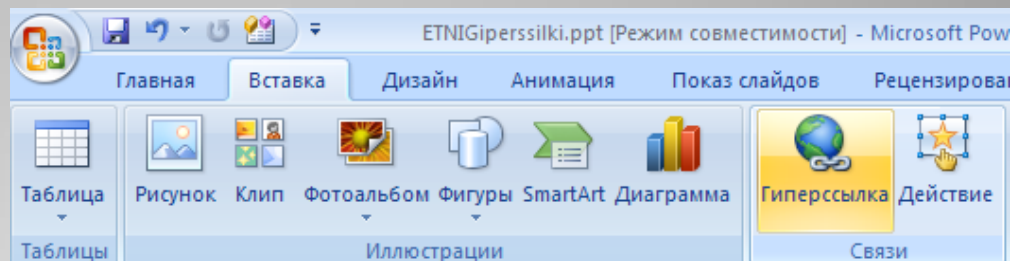 ETNIGiperssilki.ppt [Режим совместимости] - Microsoft Pow
Главная Вставка Дизайн Анимация Показ слайдов Рецензирова
Таблица Рисунок Клип Фотоальбом Фигуры SmartArt Диаграмма Гиперссылка Действие
Таблицы Иллюстрации Связи